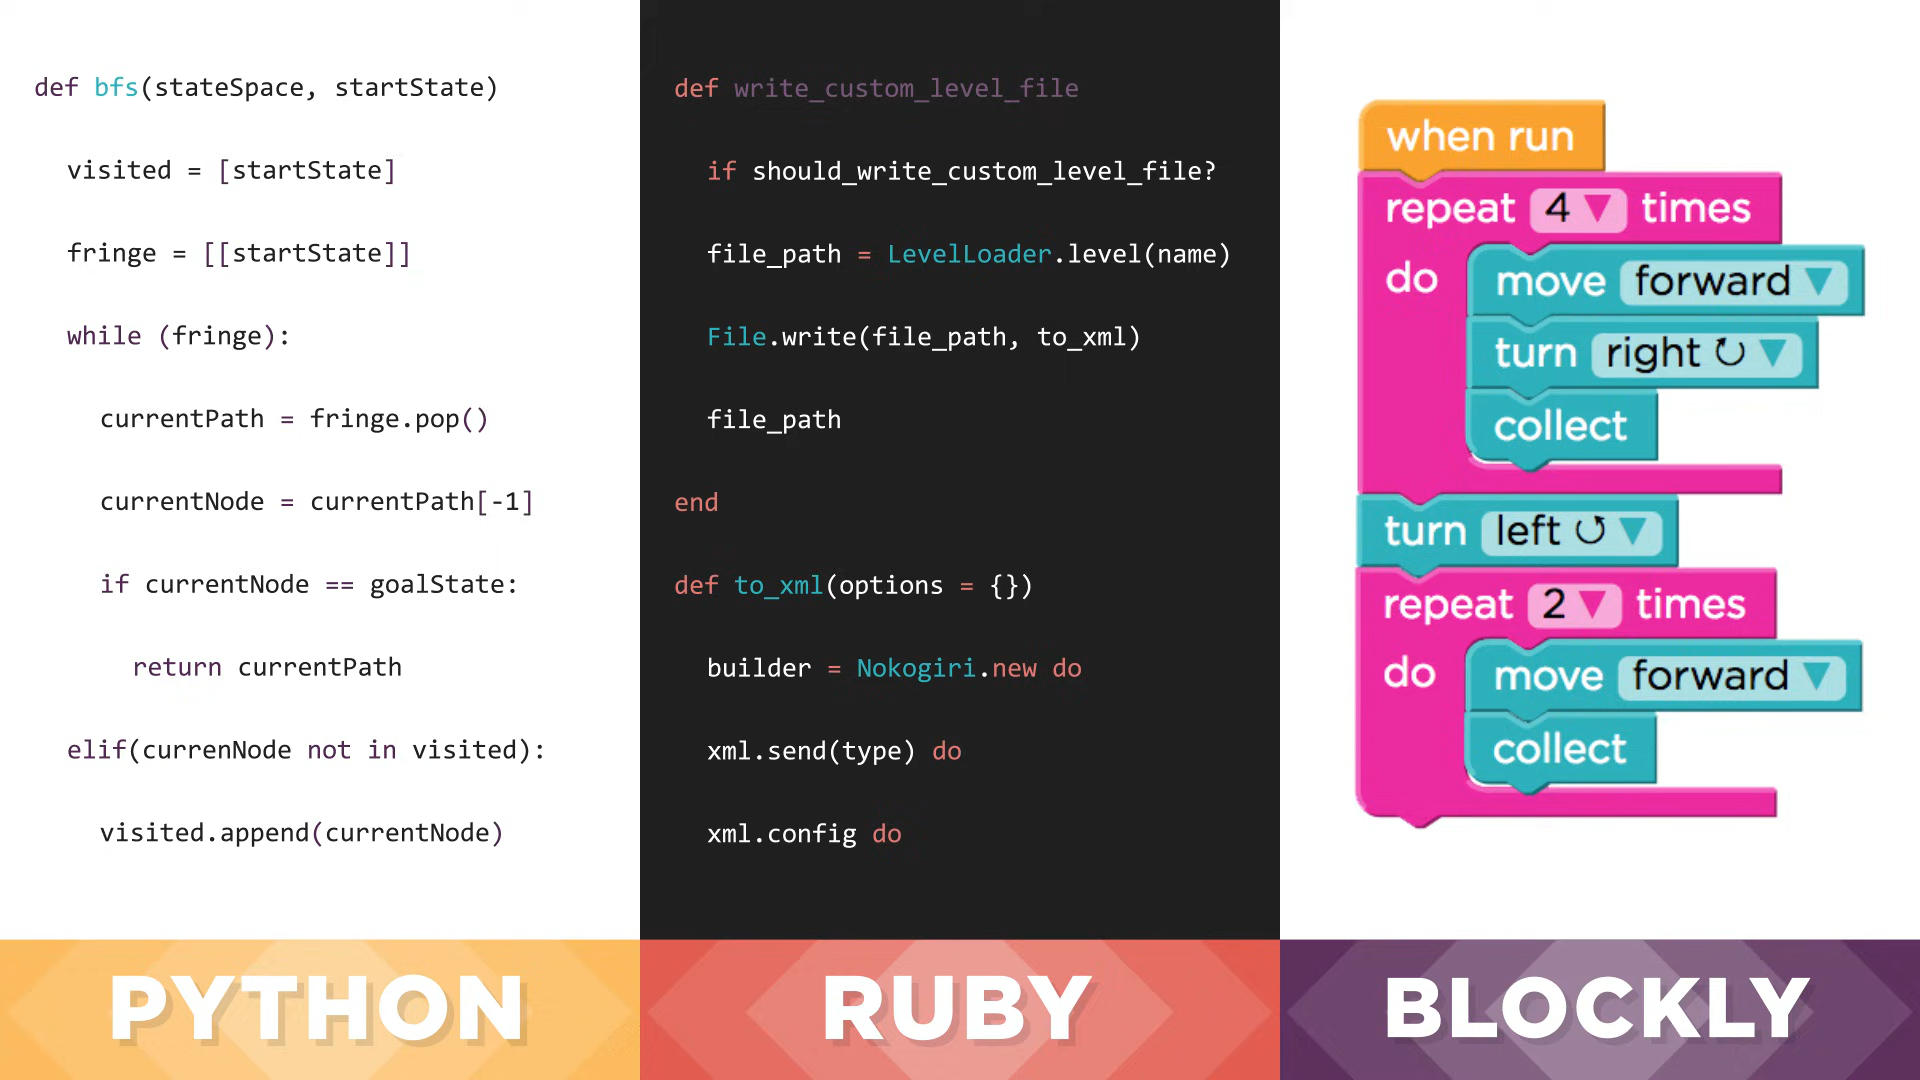 def bfs(stateSpace, startState)
visited = [startState]
fringe = [[startState]]
while (fringe):
currentPath = fringe.pop()
currentNode = currentPath[-1]
if currentNode == goalState:
return currentPath
elif(currenNode not in visited):
visited.append(currentNode)
PYTHON
def write_custom_level_file
if should_write_custom_level_file?
file_path = LevelLoader.level(name)
File.write(file_path, to_xml)
file_path
end
def to_xml(options = {})
builder = Nokogiri.new do
xml.send(type) do
xml.config do
RUBY
when run
repeat 4 ▼ times
do move forward ▼
turn right ↻ ▼
collect
turn left ↺ ▼
repeat 2 ▼ times
do move forward ▼
collect
BLOCKLY